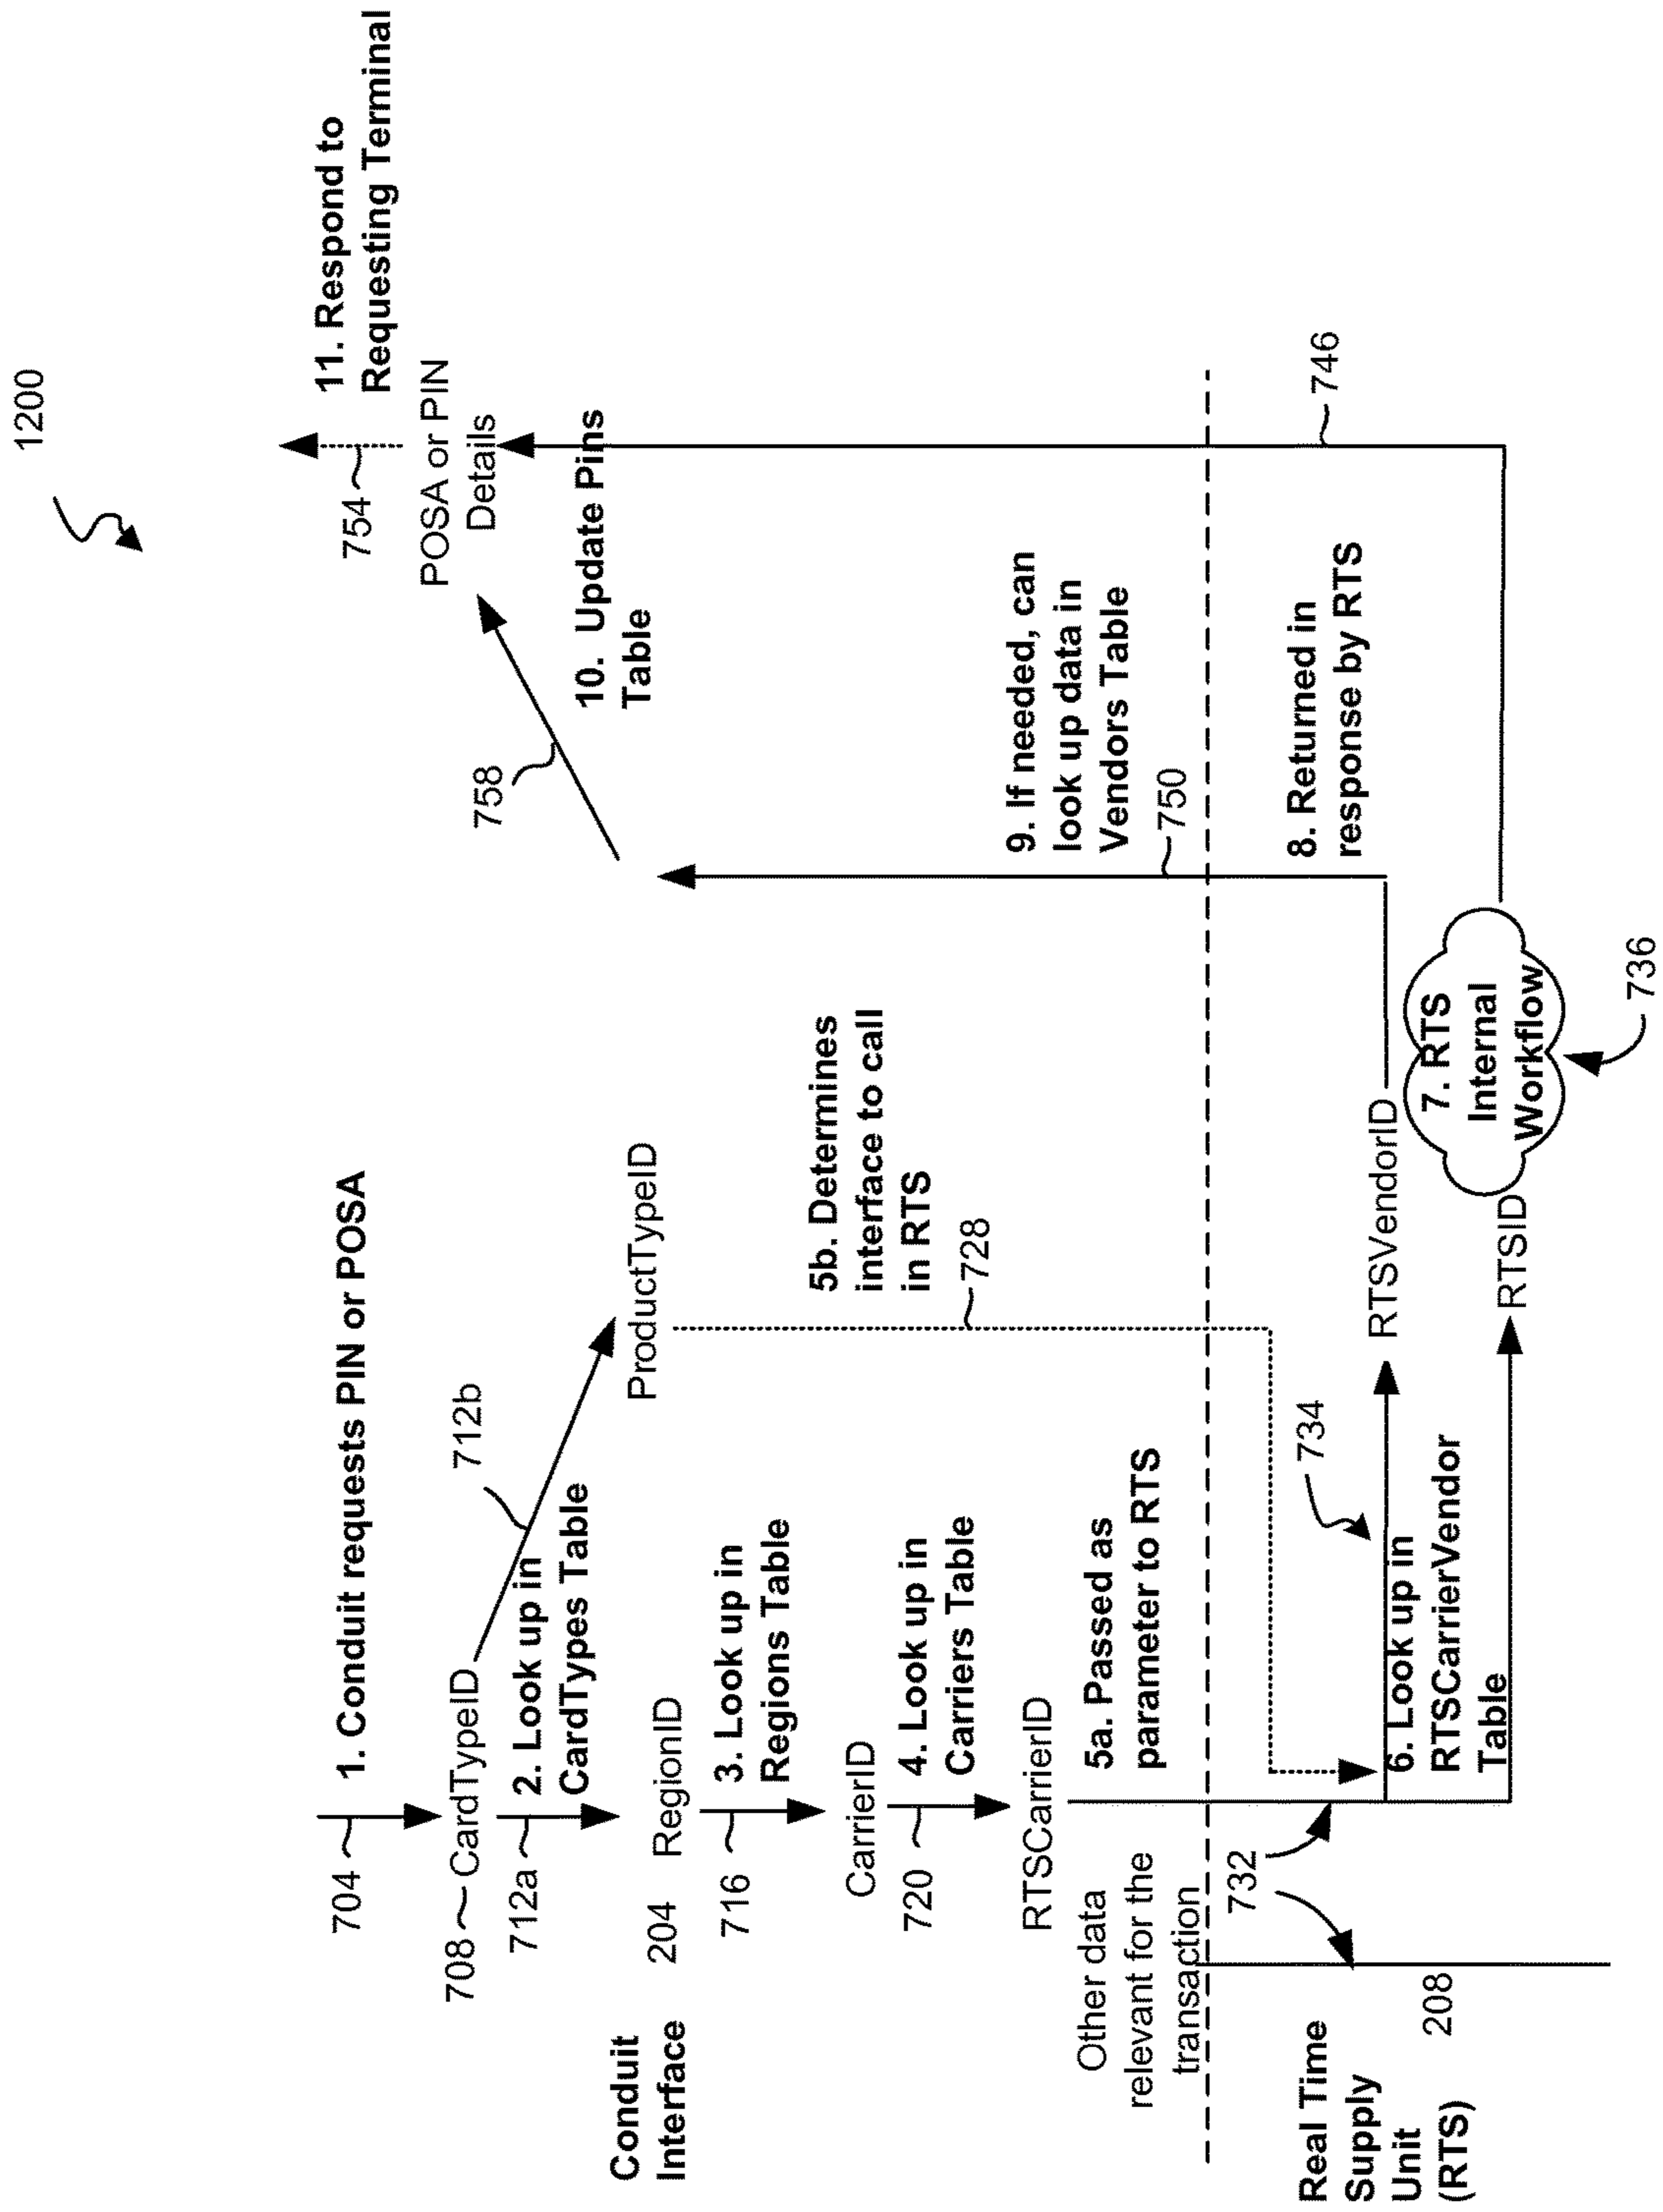 1200
1. Conduit requests PIN or POSA
11. Respond to
Requesting Terminal
704
754
708
CardTypeID
712b
POSA or PIN
Details
712a
2. Look up in
CardTypes Table
758
10. Update Pins
Table
Conduit
Interface
204
RegionID
ProductTypeID
716
3. Look up in
Regions Table
5b. Determines
interface to call
in RTS
CarrierID
720
4. Look up in
Carriers Table
728
9. If needed, can
look up data in
Vendors Table
RTSCarrierID
Other data
relevant for the
transaction
5a. Passed as
parameter to RTS
750
732
734
746
8. Returned in
response by RTS
Real Time
Supply
Unit
(RTS)
208
6. Look up in
RTSCarrierVendor
Table
RTSVendorID
RTSID
7. RTS
Internal
Workflow
736